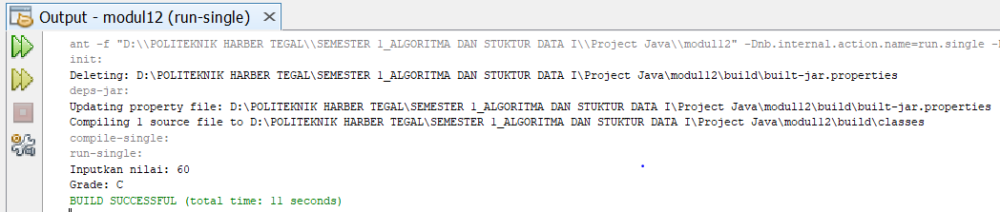 Output - modul12 (run-single)
ant -f "D:\\POLITEKNIK HARBER TEGAL\\SEMESTER 1_ALGORITMA DAN STUKTUR DATA I\\Project Java\\modul12" -Dnb.internal.action.name=run.single
init:
Deleting: D:\POLITEKNIK HARBER TEGAL\SEMESTER 1_ALGORITMA DAN STUKTUR DATA I\Project Java\modul12\build\built-jar.properties
deps-jar:
Updating property file: D:\POLITEKNIK HARBER TEGAL\SEMESTER 1_ALGORITMA DAN STUKTUR DATA I\Project Java\modul12\build\built-jar.properties
Compiling 1 source file to D:\POLITEKNIK HARBER TEGAL\SEMESTER 1_ALGORITMA DAN STUKTUR DATA I\Project Java\modul12\build\classes
compile-single:
run-single:
Inputkan nilai: 60
Grade: C
BUILD SUCCESSFUL (total time: 11 seconds)